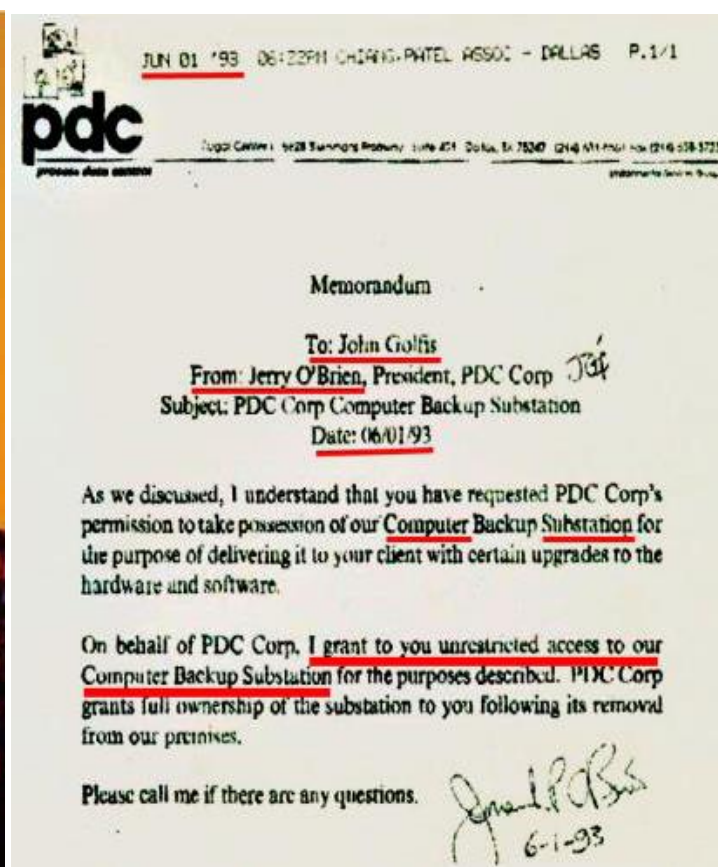 JUN 01 '93 06:22PM CHIANG-PATEL ASSOC - DALLAS P.1/1
pdc
process data control
Dallas,
Memorandum
To: John Golfis
From: Jerry O'Brien, President, PDC Corp
Subject: PDC Corp Computer Backup Substation
Date: 06/01/93
As we discussed, I understand that you have requested PDC Corp's
permission to take possession of our Computer Backup Substation for
the purpose of delivering it to your client with certain upgrades to the
hardware and software.
On behalf of PDC Corp, I grant to you unrestricted access to our
Computer Backup Substation for the purposes described. PDC Corp
grants full ownership of the substation to you following its removal
from our premises.
Please call me if there are any questions.
6-1-93